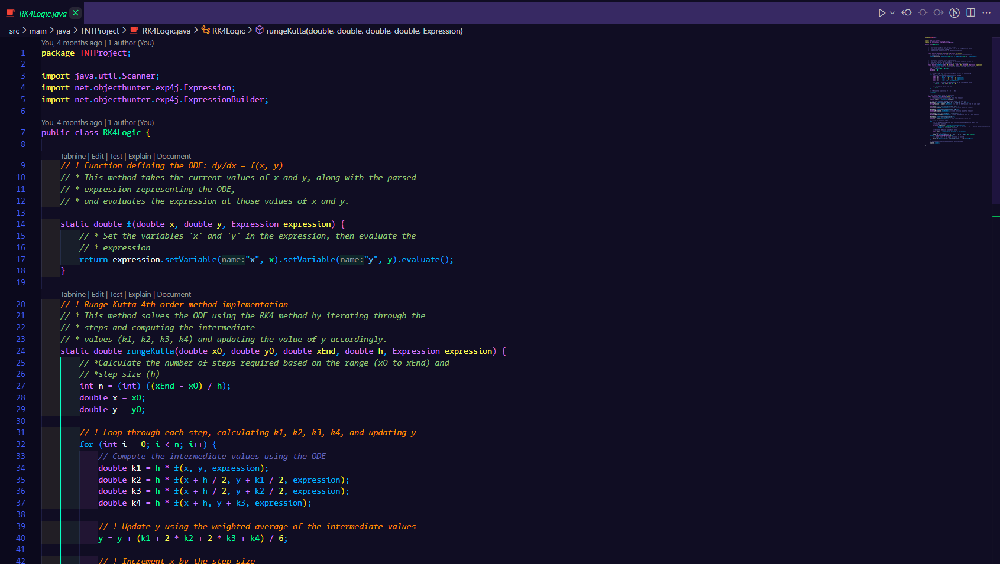 RK4Logic.java
src > main > java > TNTProject > RK4Logic.java > RK4Logic > rungeKutta(double, double, double, double, Expression)
You, 4 months ago | 1 author (You)
1 package TNTProject;
2
3 import java.util.Scanner;
4 import net.objecthunter.exp4j.Expression;
5 import net.objecthunter.exp4j.ExpressionBuilder;
6
You, 4 months ago | 1 author (You)
7 public class RK4Logic {
8
Tabnine | Edit | Test | Explain | Document
9 // ! Function defining the ODE: dy/dx = f(x, y)
10 // * This method takes the current values of x and y, along with the parsed
11 // * expression representing the ODE,
12 // * and evaluates the expression at those values of x and y.
13
14 static double f(double x, double y, Expression expression) {
15 // * Set the variables 'x' and 'y' in the expression, then evaluate the
16 // * expression
17 return expression.setVariable(name:"x", x).setVariable(name:"y", y).evaluate();
18 }
19
Tabnine | Edit | Test | Explain | Document
20 // ! Runge-Kutta 4th order method implementation
21 // * This method solves the ODE using the RK4 method by iterating through the
22 // * steps and computing the intermediate
23 // * values (k1, k2, k3, k4) and updating the value of y accordingly.
24 static double rungeKutta(double x0, double y0, double xEnd, double h, Expression expression) {
25 // *Calculate the number of steps required based on the range (x0 to xEnd) and
26 // *step size (h)
27 int n = (int) ((xEnd - x0) / h);
28 double x = x0;
29 double y = y0;
30
31 // ! Loop through each step, calculating k1, k2, k3, k4, and updating y
32 for (int i = 0; i < n; i++) {
33 // Compute the intermediate values using the ODE
34 double k1 = h * f(x, y, expression);
35 double k2 = h * f(x + h / 2, y + k1 / 2, expression);
36 double k3 = h * f(x + h / 2, y + k2 / 2, expression);
37 double k4 = h * f(x + h, y + k3, expression);
38
39 // ! Update y using the weighted average of the intermediate values
40 y = y + (k1 + 2 * k2 + 2 * k3 + k4) / 6;
41
42 // ! Increment x by the step size